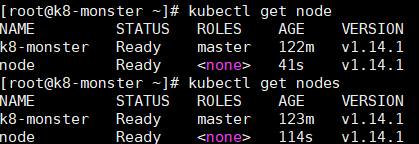 [root@k8-monster ~]# kubectl get node
NAME STATUS ROLES AGE VERSION
k8-monster Ready master 122m v1.14.1
node Ready <none> 41s v1.14.1
[root@k8-monster ~]# kubectl get nodes
NAME STATUS ROLES AGE VERSION
k8-monster Ready master 123m v1.14.1
node Ready <none> 114s v1.14.1